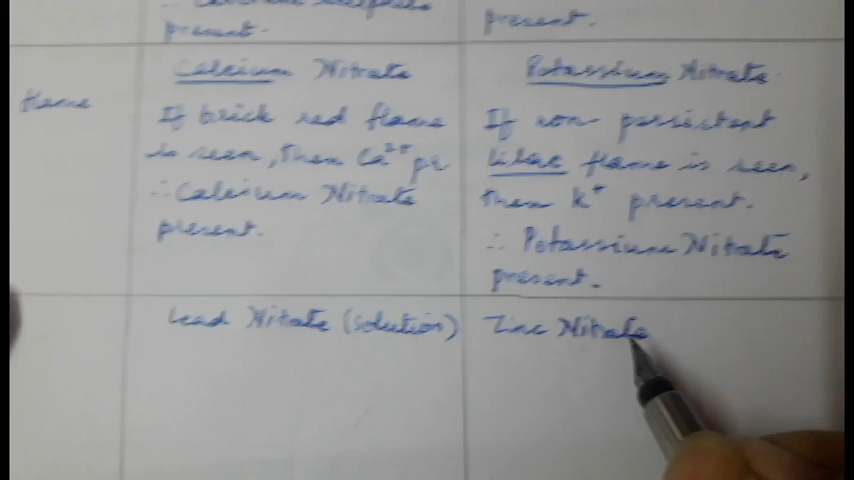 present.
present.
Calcium Nitrate
Potassium Nitrate
Flame
If brick red flame
is seen, then Ca²⁺ pr
∴ Calcium Nitrate
present.
If non persistent
lilac flame is seen,
then K⁺ present.
∴ Potassium Nitrate
present.
Lead Nitrate (solution)
Zinc Nitrate